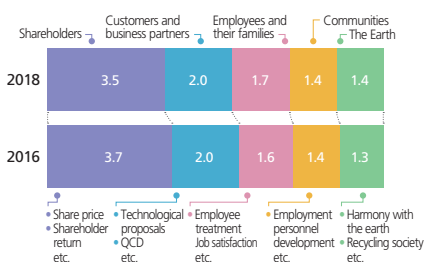 Shareholders
Customers and
business partners
Employees and
their families
Communities
The Earth
2018
3.5
2.0
1.7
1.4
1.4
2016
3.7
2.0
1.6
1.4
1.3
• Share price
• Shareholder
return
etc.
• Technological
proposals
• QCD
etc.
• Employee
treatment
Job satisfaction
etc.
• Employment
personnel
development
etc.
• Harmony with
the earth
• Recycling society
etc.